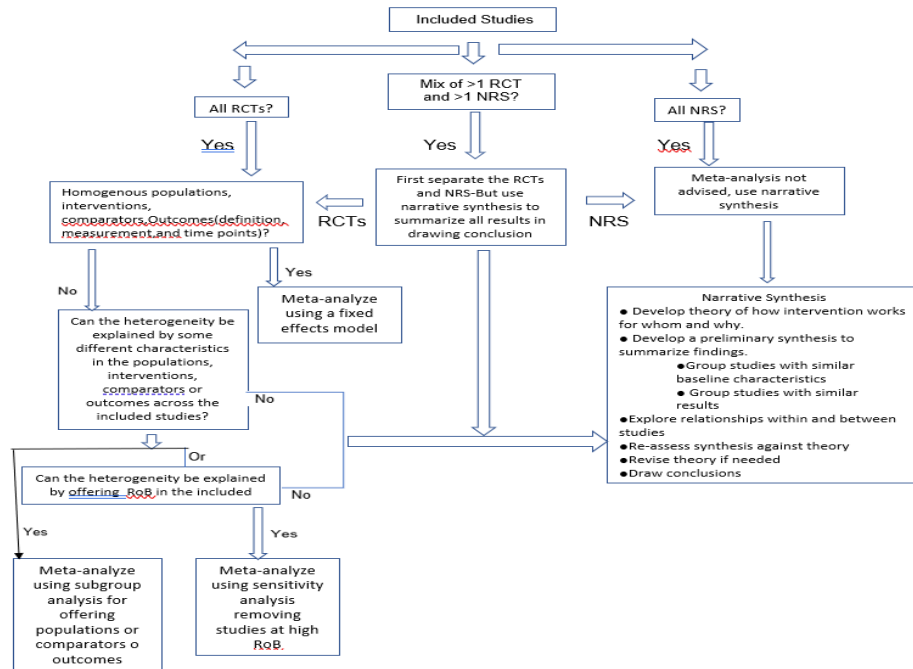 Included Studies
All RCTs?
Mix of >1 RCT
and >1 NRS?
All NRS?
Yes
Yes
Yes
Homogenous populations,
interventions,
comparators,Outcomes(definition,
measurement,and time points)?
RCTs
First separate the RCTs
and NRS-But use
narrative synthesis to
summarize all results in
drawing conclusion
NRS
Meta-analysis not
advised, use narrative
synthesis
No
Yes
Meta-analyze
using a fixed
effects model
Can the heterogeneity be
explained by some
different characteristics
in the populations,
interventions,
comparators or
outcomes across the
included studies?
No
Narrative Synthesis
● Develop theory of how intervention works
for whom and why.
● Develop a preliminary synthesis to
summarize findings.
●Group studies with similar
baseline characteristics
● Group studies with similar
results
●Explore relationships within and between
studies
●Re-assess synthesis against theory
●Revise theory if needed
●Draw conclusions
Or
Can the heterogeneity be explained
by offering RoB in the included
No
Yes
Yes
Meta-analyze
using subgroup
analysis for
offering
populations or
comparators o
outcomes
Meta-analyze
using sensitivity
analysis
removing
studies at high
RoB